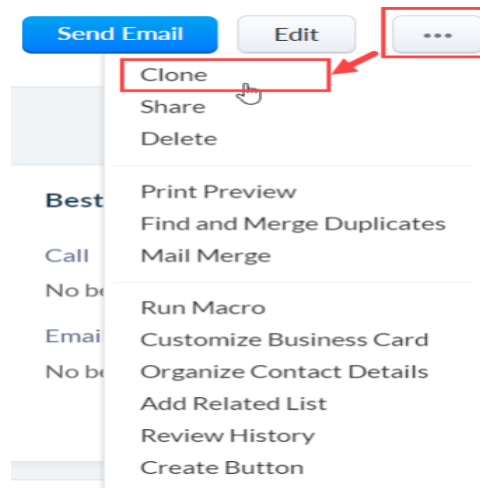 Send Email Edit ...
Clone
Share
Delete
Print Preview
Best
Find and Merge Duplicates
Call Mail Merge
No be
Run Macro
Emai Customize Business Card
No be Organize Contact Details
Add Related List
Review History
Create Button